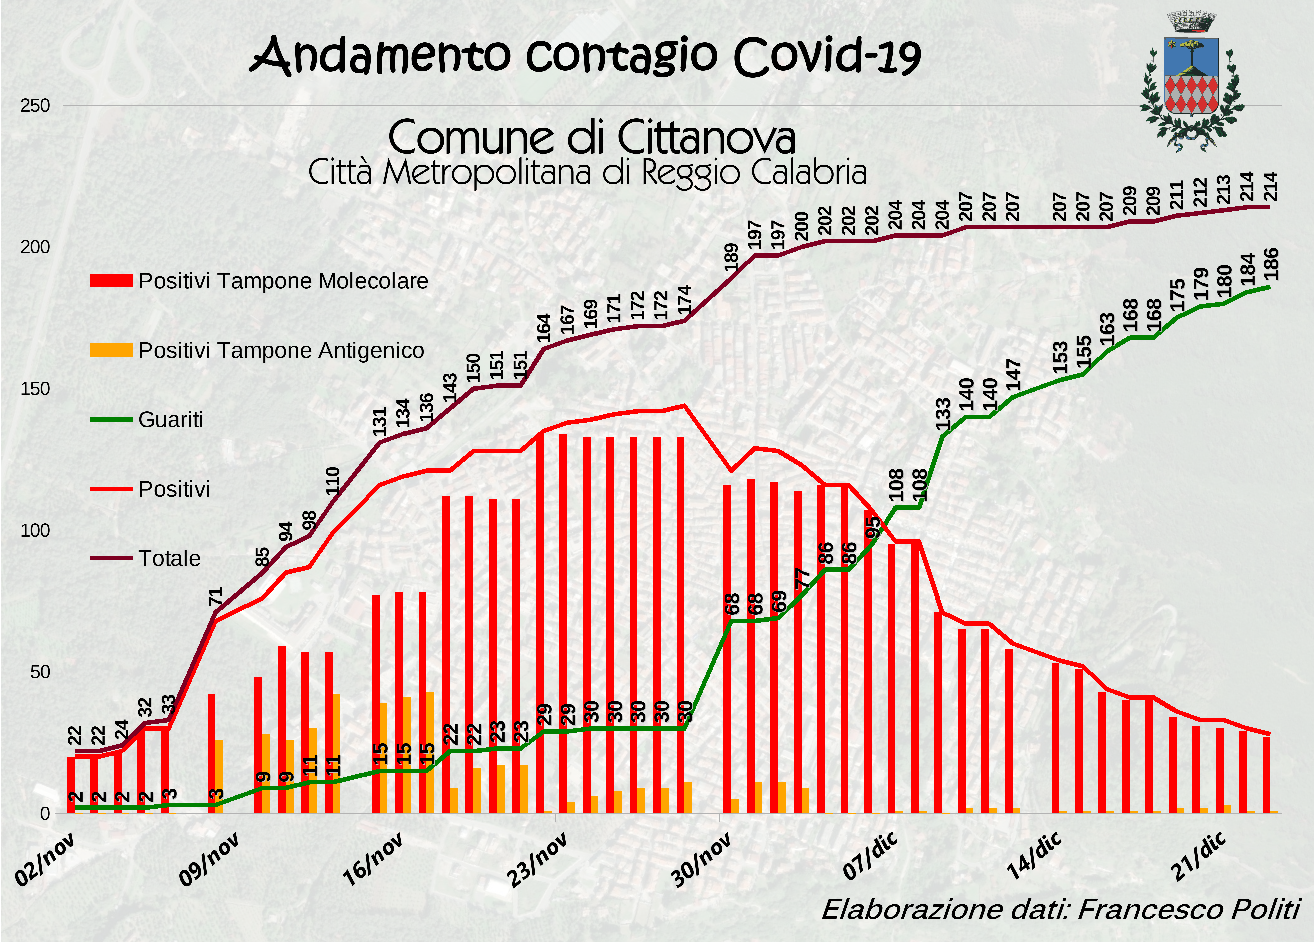 Andamento contagio Covid-19
250
Comune di Cittanova
Città Metropolitana di Reggio Calabria
200
150
100
50
0
Positivi Tampone Molecolare
Positivi Tampone Antigenico
Guariti
Positivi
Totale
22 22 24 32 33 71 85 94 98 110 131 134 136 143 150 151 151 164 167 169 171 172 172 174 189 197 197 200 202 202 202 204 204 204 207 207 207 207 207 207 209 209 211 212 213 214 214
2 2 2 2 3 3 9 9 11 11 15 15 15 22 22 23 23 29 29 30 30 30 30 30 68 68 69 77 86 86 95 108 108 133 140 140 147 153 155 163 168 168 175 179 180 184 186
02/nov 09/nov 16/nov 23/nov 30/nov 07/dic 14/dic 21/dic
Elaborazione dati: Francesco Politi